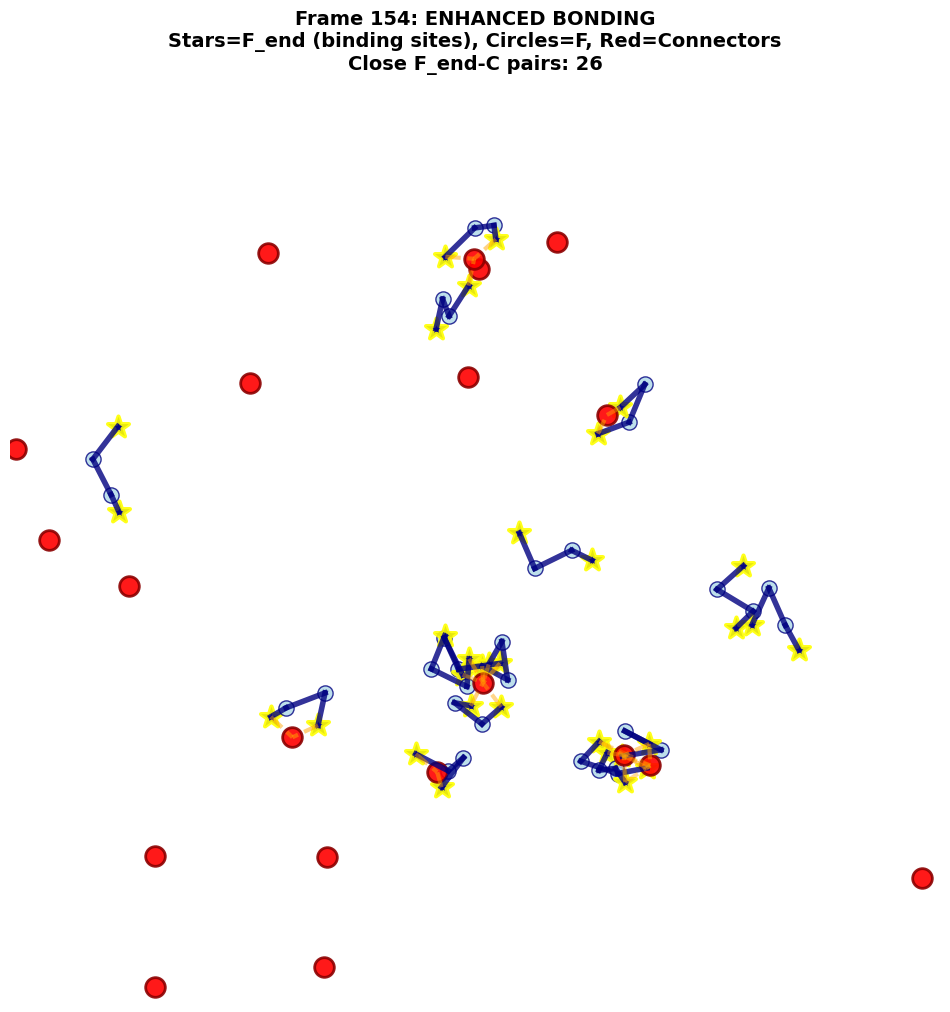 Frame 154: ENHANCED BONDING
Stars=F_end (binding sites), Circles=F, Red=Connectors
Close F_end-C pairs: 26